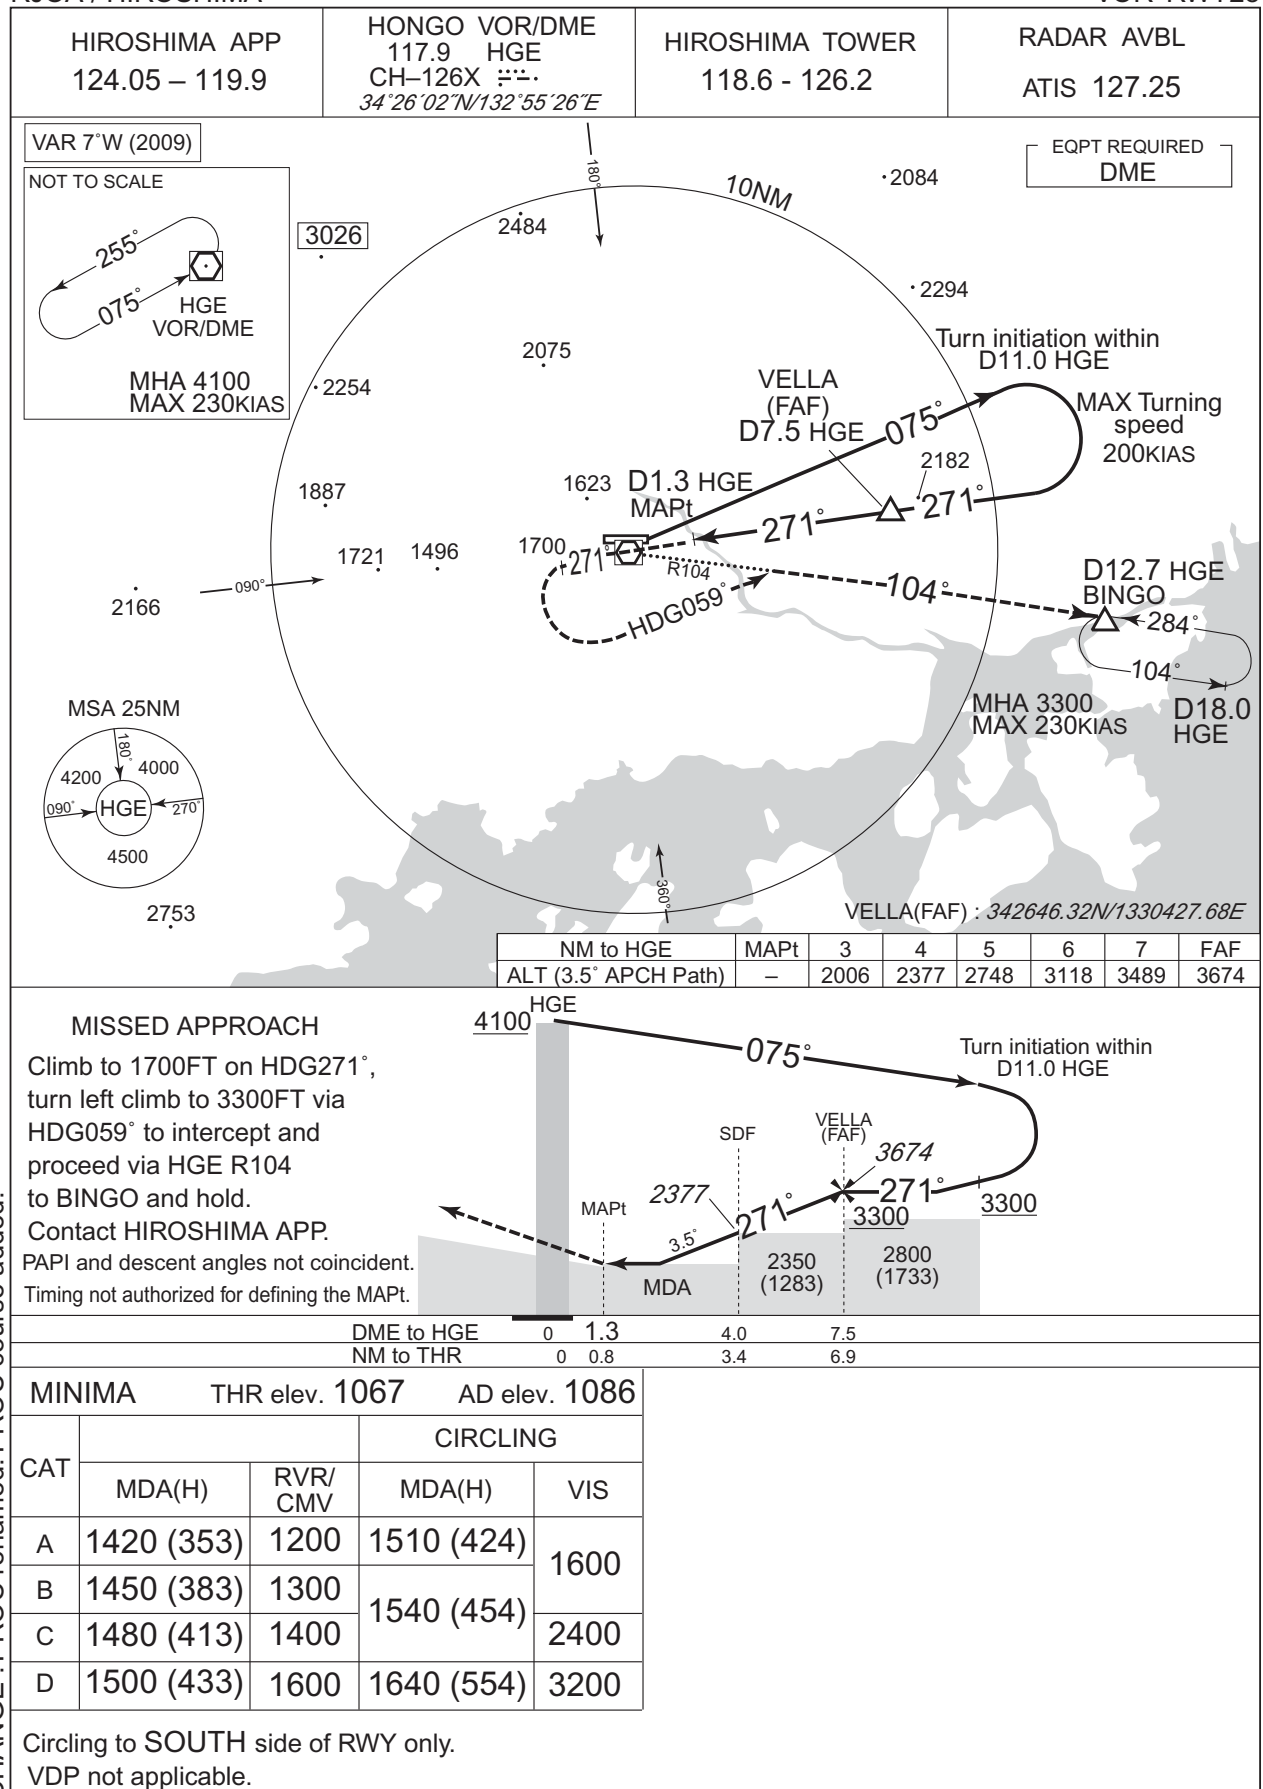 RJOA / HIROSHIMA
VOR RWY28
HIROSHIMA APP
124.05 – 119.9
HONGO VOR/DME
117.9 HGE
CH–126X
34°26´02˝N/132°55´26˝E
HIROSHIMA TOWER
118.6 - 126.2
RADAR AVBL
ATIS 127.25
VAR 7°W (2009)
EQPT REQUIRED
DME
NOT TO SCALE
255°
075°
HGE
VOR/DME
MHA 4100
MAX 230KIAS
180°
10NM
2084
2484
3026
2294
2075
2254
Turn initiation within
D11.0 HGE
VELLA
(FAF)
D7.5 HGE
075°
MAX Turning
speed
200KIAS
2182
1887
1623
D1.3 HGE
MAPt
271°
271°
1721
1496
1700
271°
R104
HDG059°
104°
D12.7 HGE
BINGO
284°
104°
D18.0
HGE
MHA 3300
MAX 230KIAS
090°
2166
MSA 25NM
180°
4200
4000
090°
HGE
270°
4500
2753
360°
VELLA(FAF) : 342646.32N/1330427.68E
NM to HGE MAPt 3 4 5 6 7 FAF
ALT (3.5° APCH Path) – 2006 2377 2748 3118 3489 3674
MISSED APPROACH
Climb to 1700FT on HDG271°,
turn left climb to 3300FT via
HDG059° to intercept and
proceed via HGE R104
to BINGO and hold.
Contact HIROSHIMA APP.
PAPI and descent angles not coincident.
Timing not authorized for defining the MAPt.
HGE
4100
075°
Turn initiation within
D11.0 HGE
SDF
VELLA
(FAF)
3674
2377
271°
271°
3300
3300
MAPt
3.5°
MDA
2350
(1283)
2800
(1733)
DME to HGE 0 1.3 4.0 7.5
NM to THR 0 0.8 3.4 6.9
MINIMA THR elev. 1067 AD elev. 1086
CAT
CIRCLING
MDA(H) RVR/CMV MDA(H) VIS
A 1420 (353) 1200 1510 (424) 1600
B 1450 (383) 1300 1540 (454)
C 1480 (413) 1400 2400
D 1500 (433) 1600 1640 (554) 3200
Circling to SOUTH side of RWY only.
VDP not applicable.